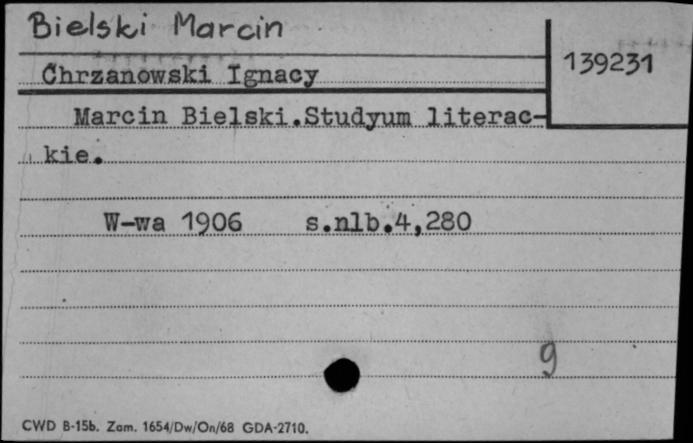 Bielski Marcin
139231
Chrzanowski Ignacy
Marcin Bielski.Studyum literac-
kie.
W-wa 1906 s.nlb.4,280
9
CWD B-15b. Zam. 1654/Dw/On/68 GDA-2710.